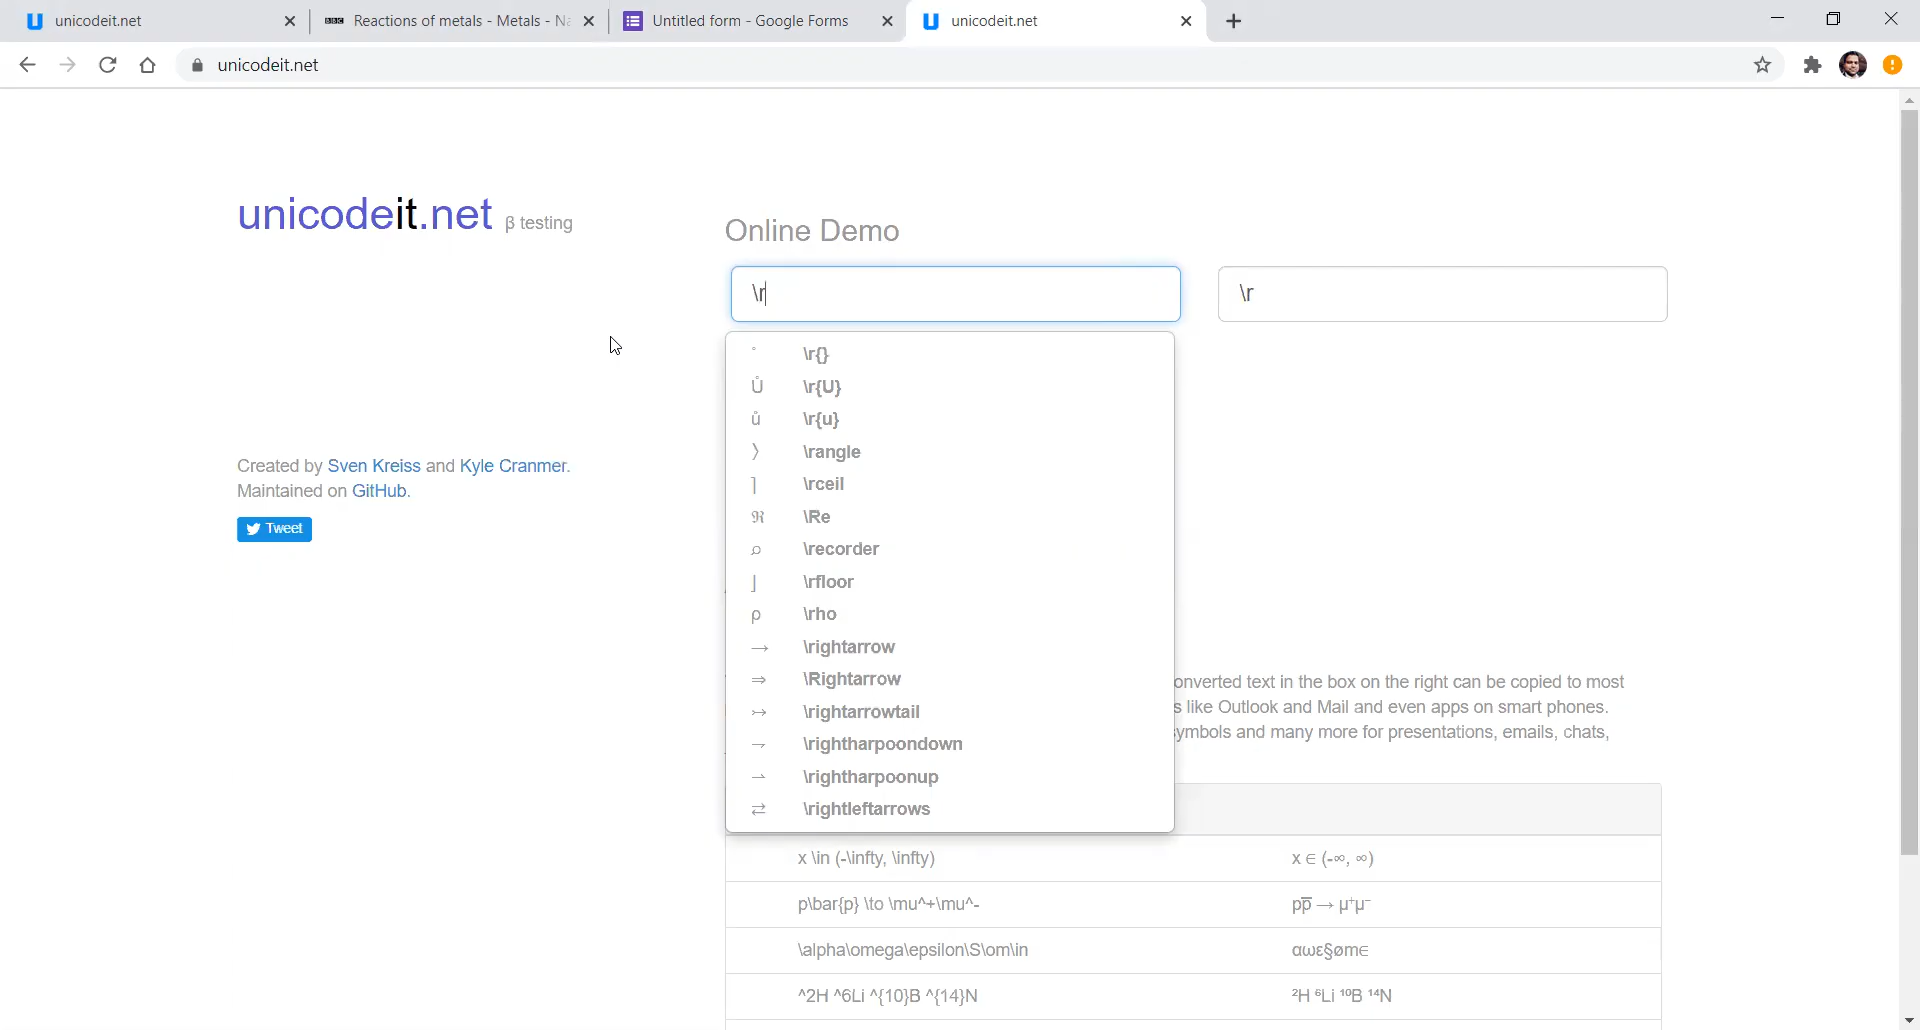 unicodeit.net
Reactions of metals - Metals - Na
Untitled form - Google Forms
unicodeit.net
unicodeit.net
unicodeit.net β testing
Online Demo
\r
\r
° \r{}
Ů \r{U}
ů \r{u}
〉 \rangle
⌉ \rceil
ℜ \Re
⌕ \recorder
⌋ \rfloor
ρ \rho
→ \rightarrow
⇒ \Rightarrow
↣ \rightarrowtail
⇁ \rightharpoondown
⇀ \rightharpoonup
⇄ \rightleftarrows
Created by Sven Kreiss and Kyle Cranmer.
Maintained on GitHub.
Tweet
onverted text in the box on the right can be copied to most
s like Outlook and Mail and even apps on smart phones.
symbols and many more for presentations, emails, chats,
x \in (-\infty, \infty) x ∈ (-∞, ∞)
p\bar{p} \to \mu^+\mu^- pp̅ → μ⁺μ⁻
\alpha\omega\epsilon\S\om\in αωε§øm∈
^2H ^6Li ^{10}B ^{14}N ²H ⁶Li ¹⁰B ¹⁴N